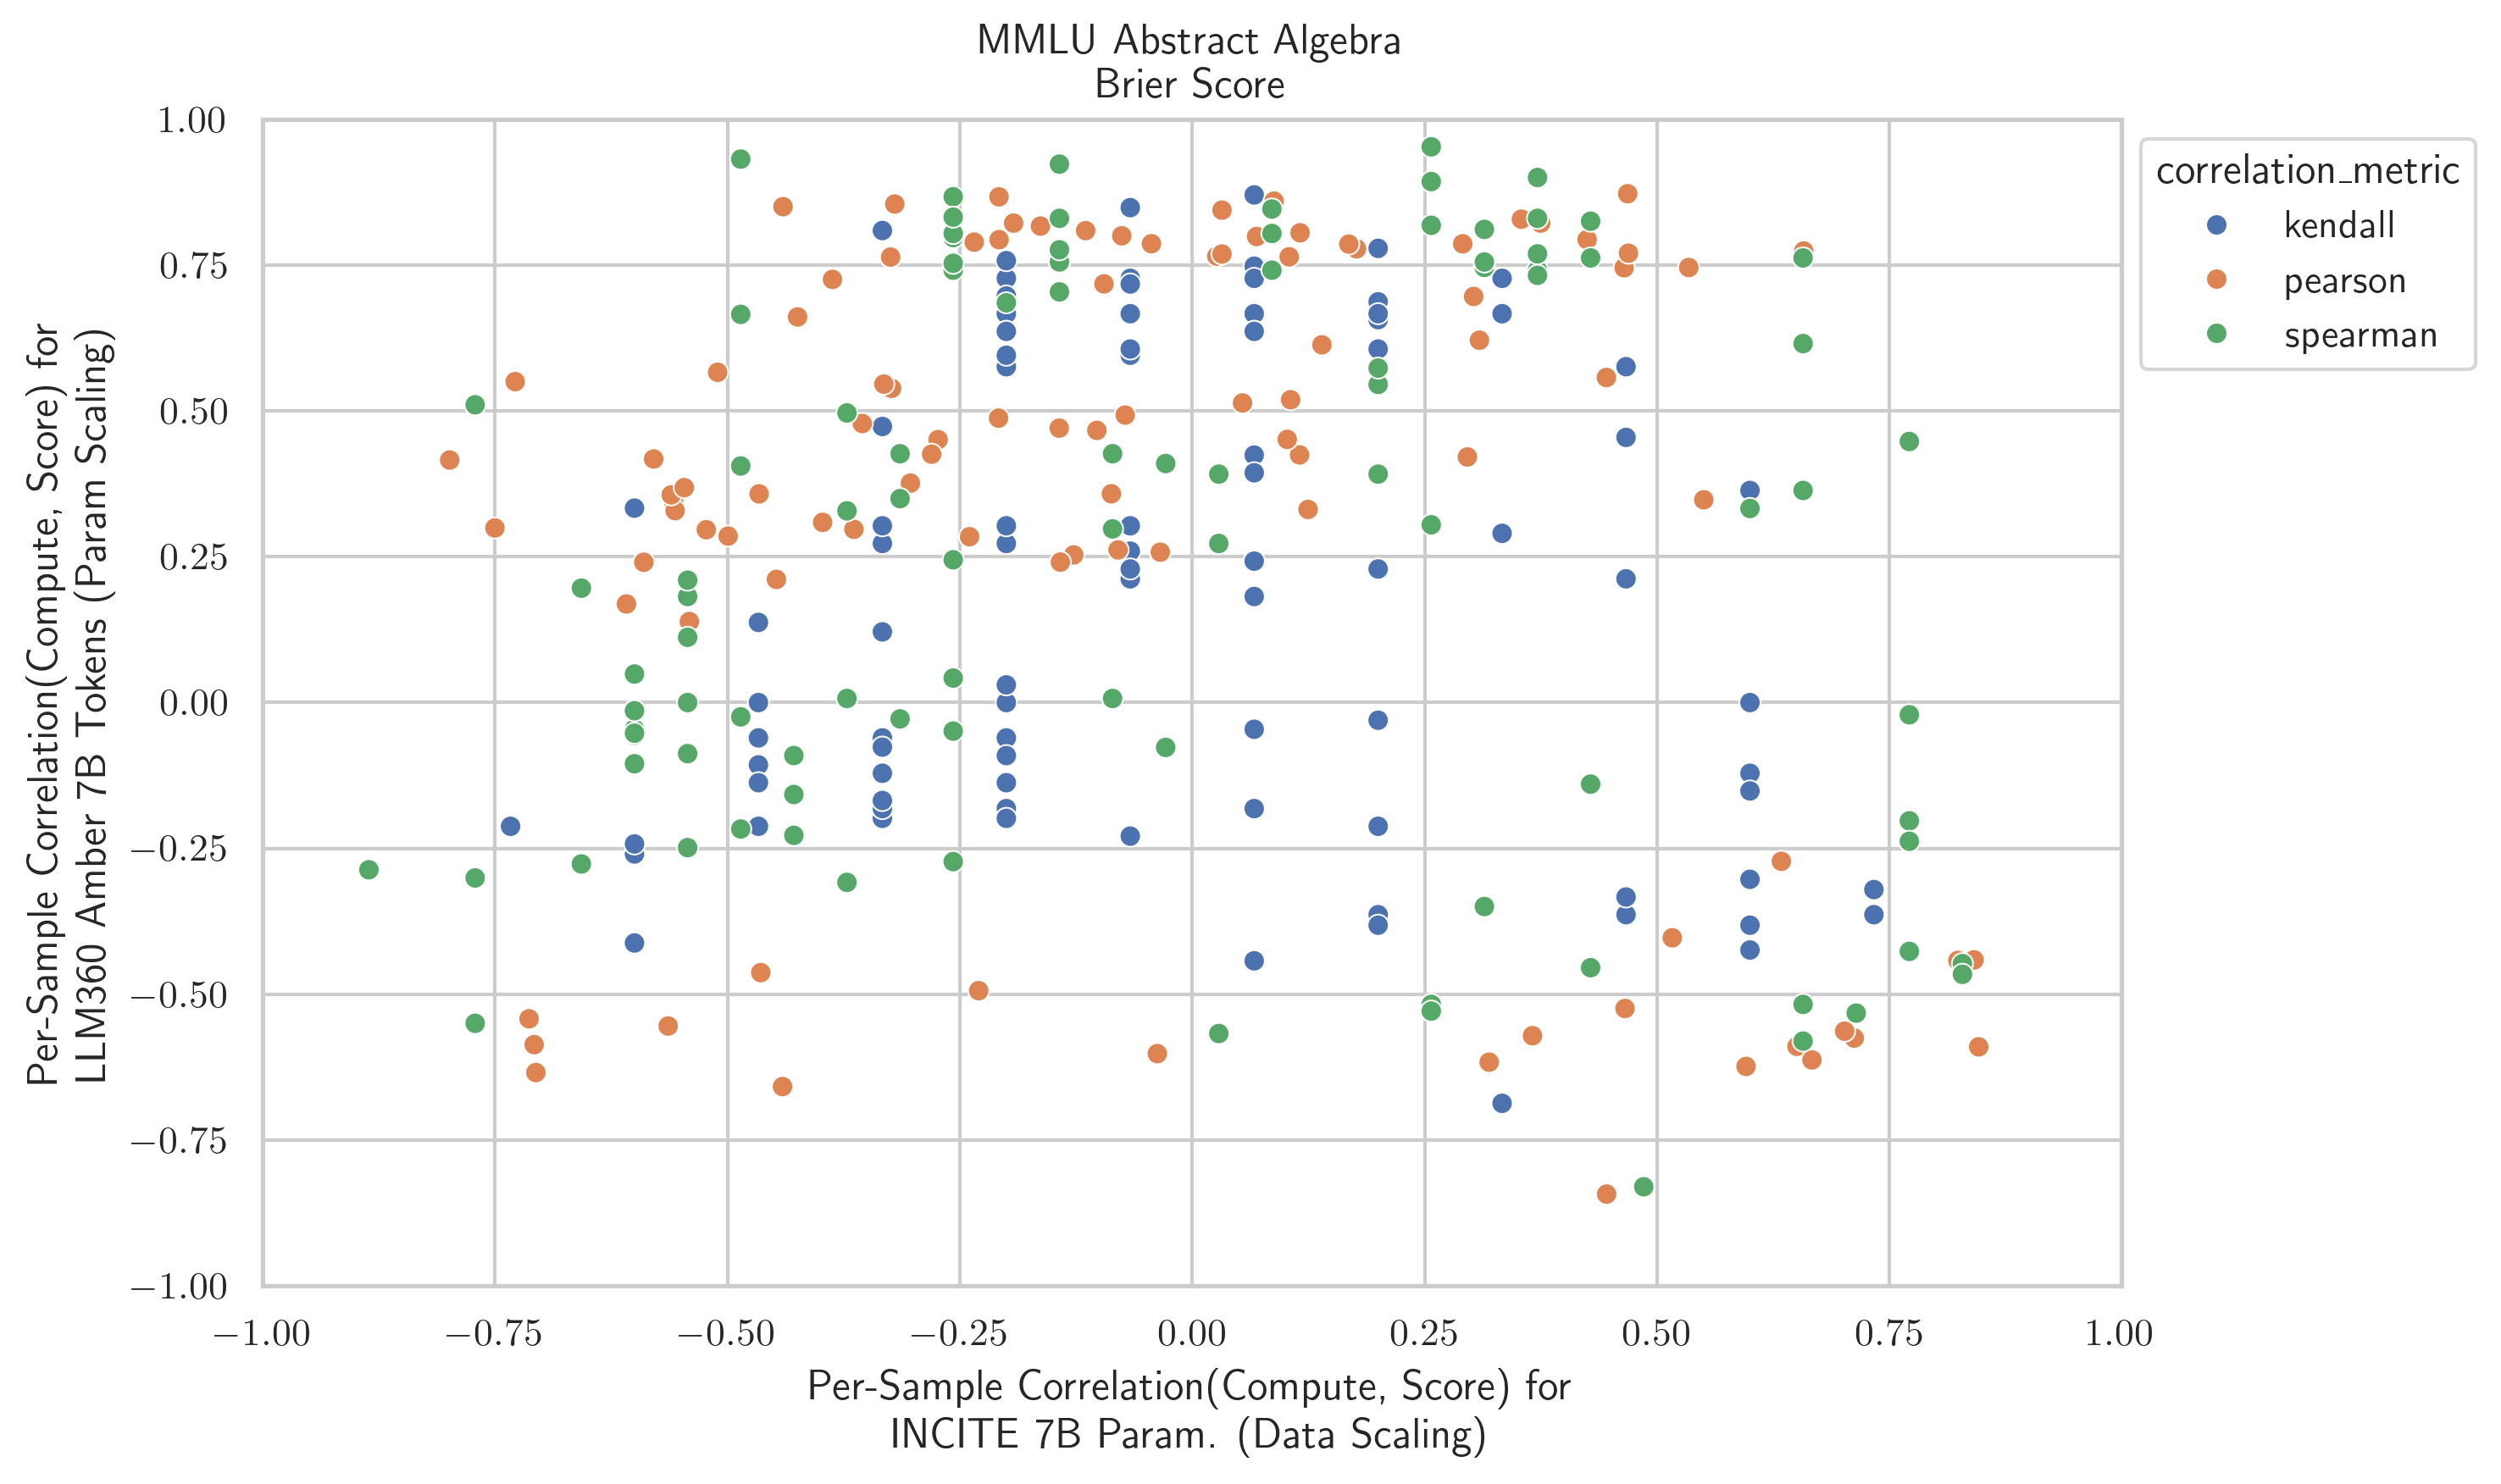 MMLU Abstract Algebra
Brier Score
Per-Sample Correlation(Compute, Score) for
LLM360 Amber 7B Tokens (Param Scaling)
1.00
0.75
0.50
0.25
0.00
−0.25
−0.50
−0.75
−1.00
−1.00 −0.75 −0.50 −0.25 0.00 0.25 0.50 0.75 1.00
Per-Sample Correlation(Compute, Score) for
INCITE 7B Param. (Data Scaling)
correlation_metric
kendall
pearson
spearman